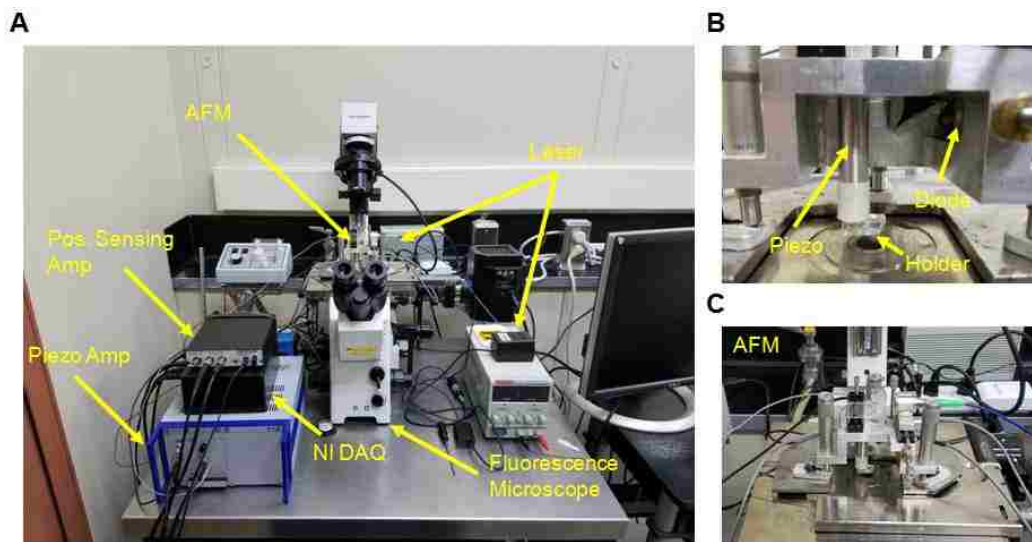 A
AFM
Laser
Pos. Sensing
Amp
Piezo Amp
NI DAQ
Fluorescence
Microscope
B
Piezo
Diode
Holder
C
AFM